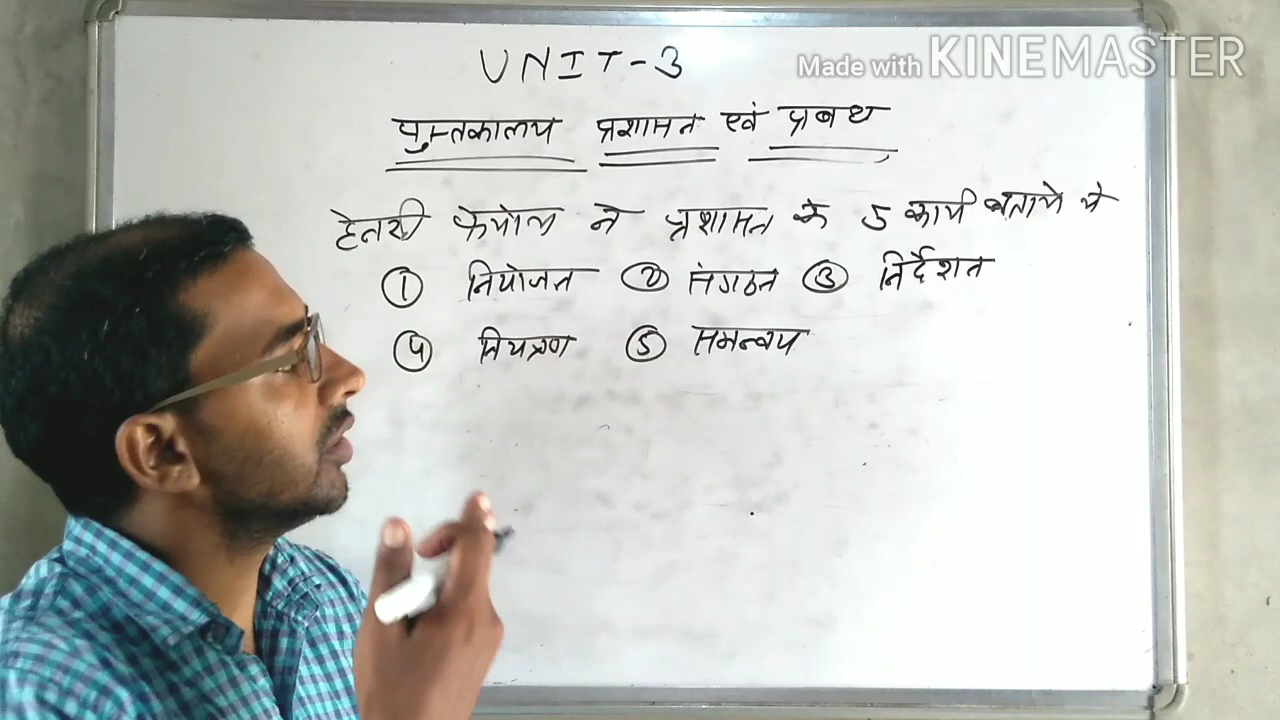 UNIT-3
Made with KINEMASTER
पुस्तकालय प्रशासन एवं प्रबंध
हेनरी फेयोल ने प्रशासन के 5 कार्य बताये थे
① नियोजन ② संगठन ③ निर्देशन
④ नियत्रण ⑤ समन्वय